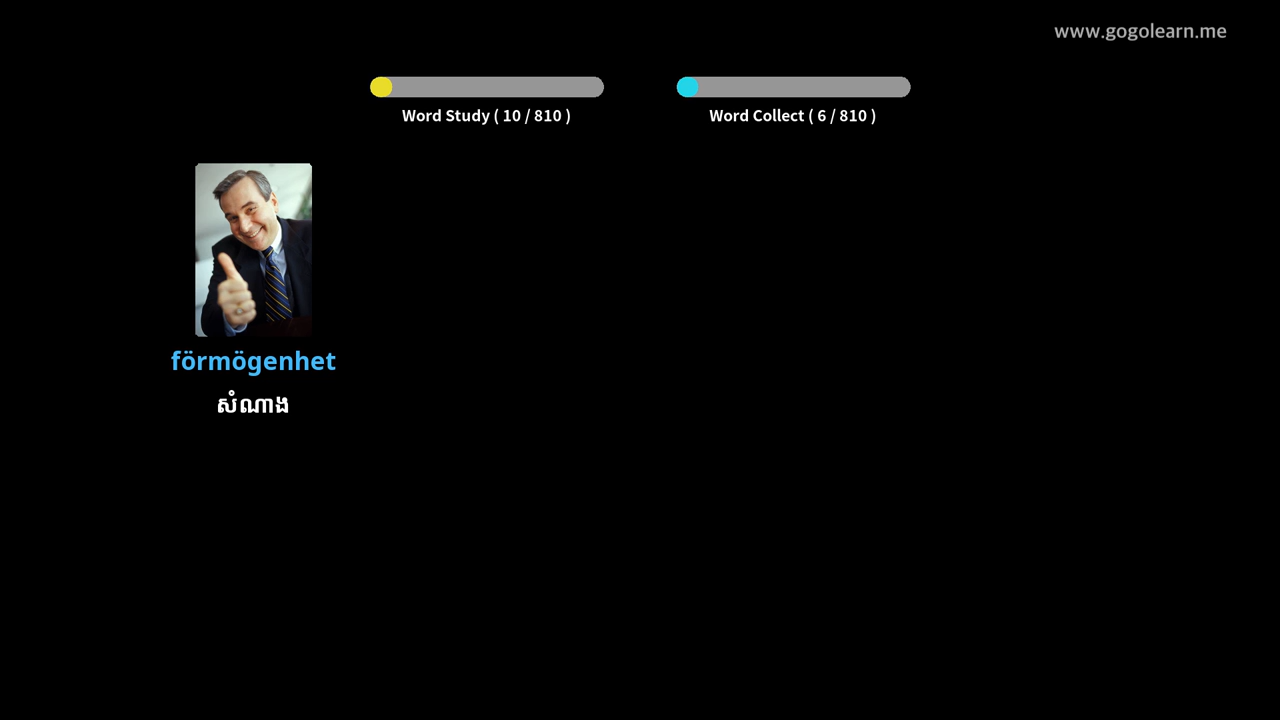 www.gogolearn.me
Word Study ( 10 / 810 )
Word Collect ( 6 / 810 )
förmögenhet
សំណាង